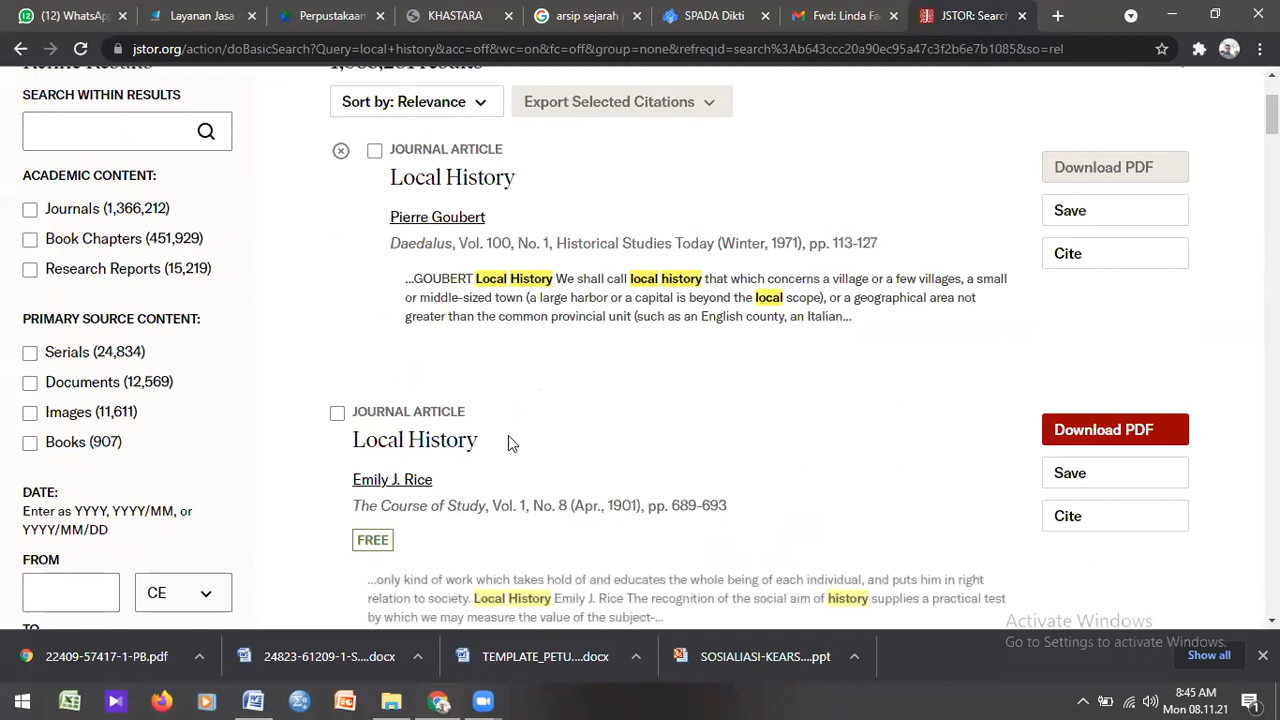 (12) WhatsApp
Layanan Jasa
Perpustakaan
KHASTARA
arsip sejarah
SPADA Dikti
Fwd: Linda Fa
JSTOR: Search
jstor.org/action/doBasicSearch?Query=local+history&acc=off&wc=on&fc=off&group=none&refreqid=search%3Ab643ccc20a90ec95a47c3f2b6e7b1085&so=rel
Refine Results
results
SEARCH WITHIN RESULTS
ACADEMIC CONTENT:
Journals (1,366,212)
Book Chapters (451,929)
Research Reports (15,219)
PRIMARY SOURCE CONTENT:
Serials (24,834)
Documents (12,569)
Images (11,611)
Books (907)
DATE:
Enter as YYYY, YYYY/MM, or
YYYY/MM/DD
FROM
CE
TO
Sort by: Relevance
Export Selected Citations
JOURNAL ARTICLE
Local History
Pierre Goubert
Daedalus, Vol. 100, No. 1, Historical Studies Today (Winter, 1971), pp. 113-127
...GOUBERT Local History We shall call local history that which concerns a village or a few villages, a small
or middle-sized town (a large harbor or a capital is beyond the local scope), or a geographical area not
greater than the common provincial unit (such as an English county, an Italian...
Download PDF
Save
Cite
JOURNAL ARTICLE
Local History
Emily J. Rice
The Course of Study, Vol. 1, No. 8 (Apr., 1901), pp. 689-693
FREE
...only kind of work which takes hold of and educates the whole being of each individual, and puts him in right
relation to society. Local History Emily J. Rice The recognition of the social aim of history supplies a practical test
by which we may measure the value of the subject-...
Download PDF
Save
Cite
Activate Windows
Go to Settings to activate Windows.
22409-57417-1-PB.pdf
24823-61209-1-S....docx
TEMPLATE_PETU....docx
SOSIALIASI-KEARS....ppt
Show all
8:45 AM
Mon 08.11.21
1